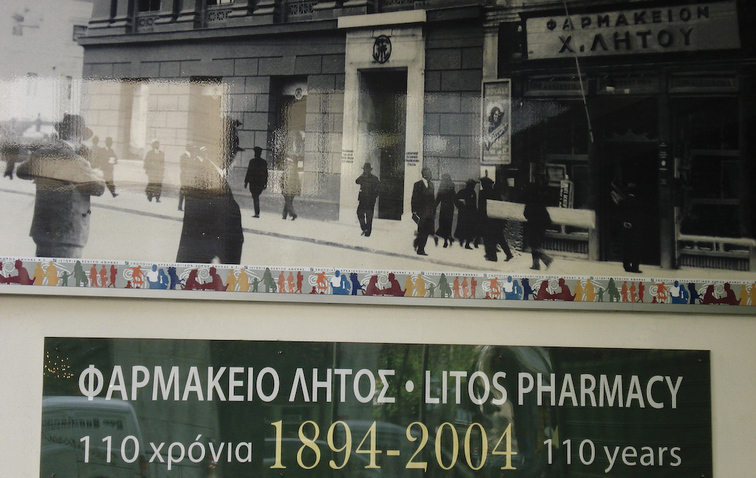 ΦΑΡΜΑΚΕΙΟΝ
Χ. ΛΗΤΟΥ
ΦΑΡΜΑΚΕΙΟ ΛΗΤΟΣ • LITOS PHARMACY
110 χρόνια 1894-2004 110 years